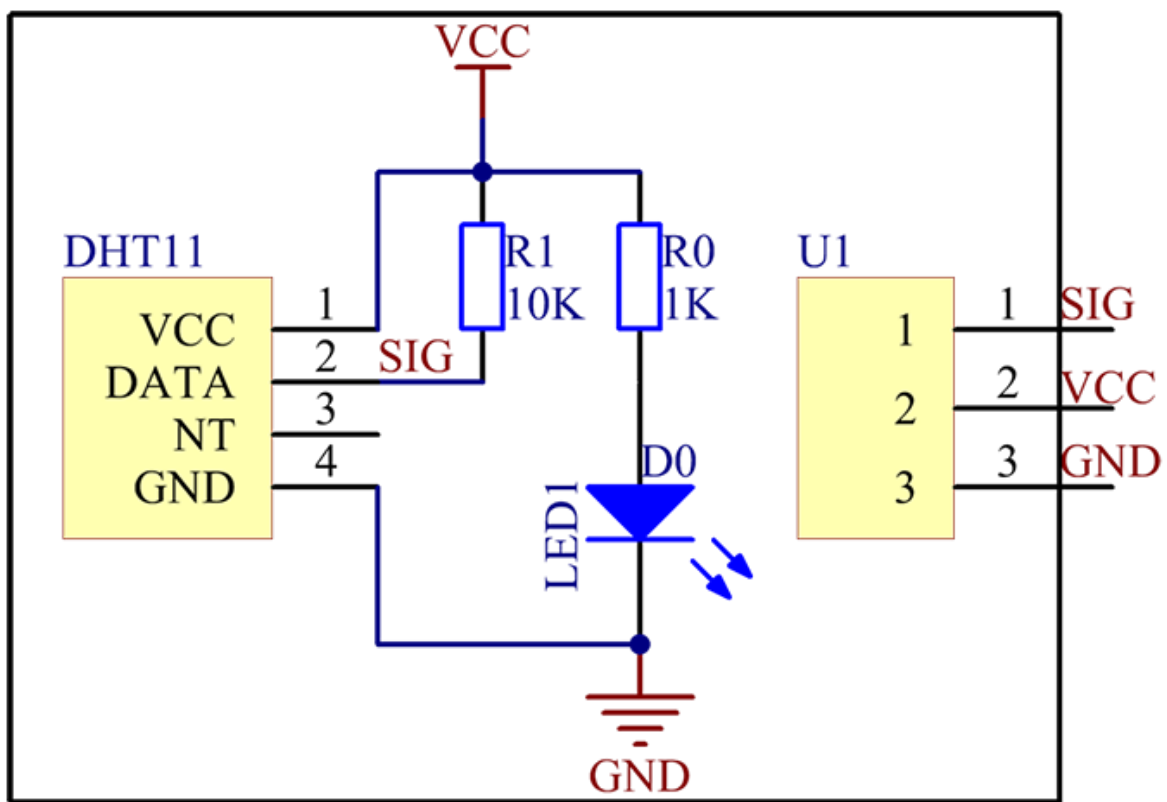 VCC
DHT11
VCC 1
DATA 2
NT 3
GND 4
SIG
R1
10K
R0
1K
D0
LED1
GND
U1
1 1 SIG
2 2 VCC
3 3 GND